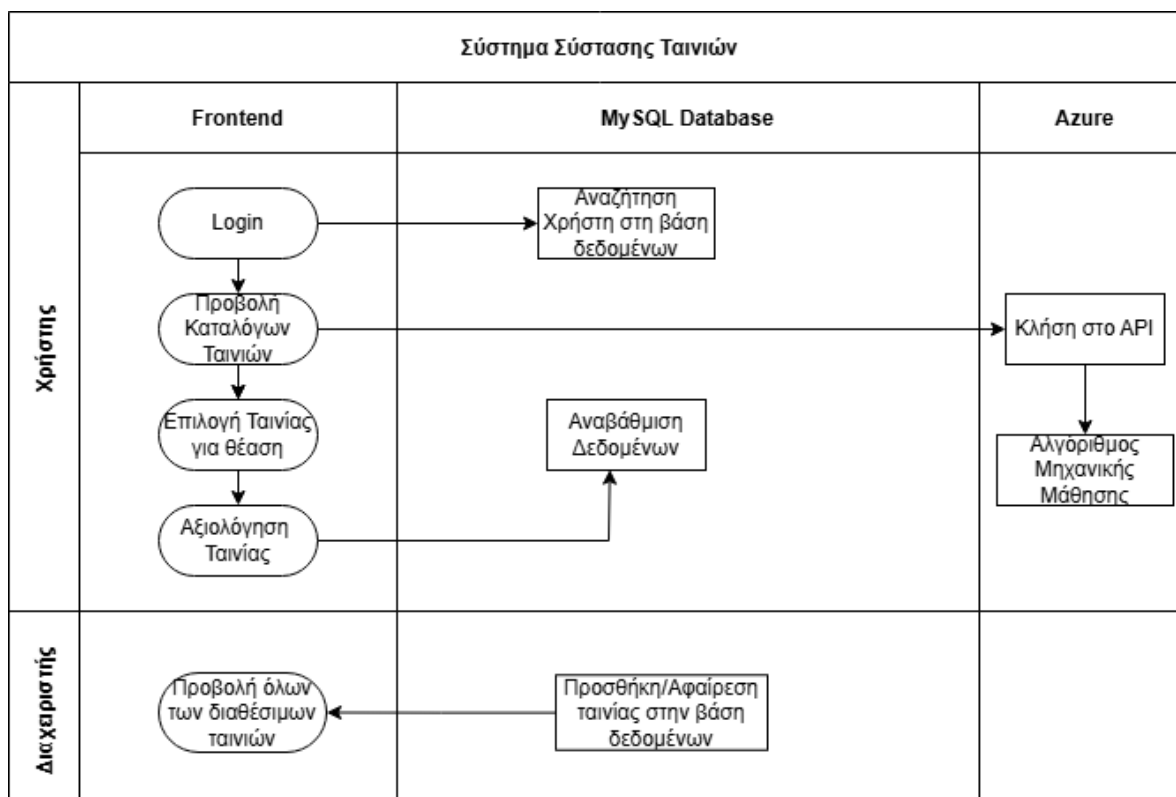 Σύστημα Σύστασης Ταινιών
Frontend
MySQL Database
Azure
Χρήστης
Login
Αναζήτηση
Χρήστη στη βάση
δεδομένων
Προβολή
Καταλόγων
Ταινιών
Κλήση στο API
Επιλογή Ταινίας
για θέαση
Αναβάθμιση
Δεδομένων
Αλγόριθμος
Μηχανικής
Μάθησης
Αξιολόγηση
Ταινίας
Διαχειριστής
Προβολή όλων
των διαθέσιμων
ταινιών
Προσθήκη/Αφαίρεση
ταινίας στην βάση
δεδομένων